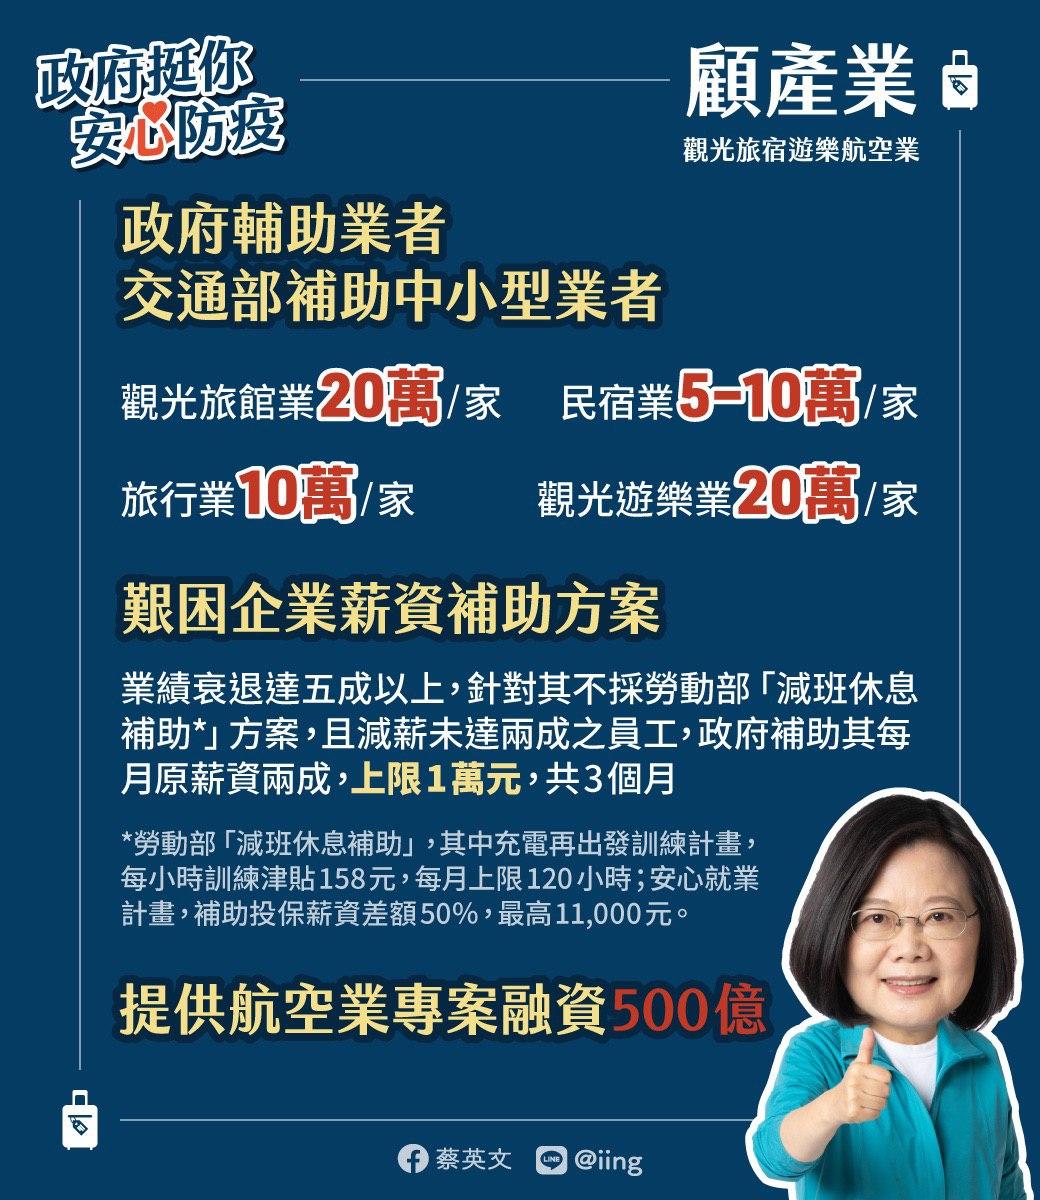 政府挺你
安心防疫
顧產業
觀光旅宿遊樂航空業
政府輔助業者
交通部補助中小型業者
觀光旅館業20萬/家
民宿業5-10萬/家
旅行業10萬/家
觀光遊樂業20萬/家
艱困企業薪資補助方案
業績衰退達五成以上，針對其不採勞動部「減班休息
補助*」方案，且減薪未達兩成之員工，政府補助其每
月原薪資兩成，上限1萬元，共3個月
*勞動部「減班休息補助」，其中充電再出發訓練計畫，
每小時訓練津貼158元，每月上限120小時；安心就業
計畫，補助投保薪資差額50%，最高11,000元。
提供航空業專案融資500億
蔡英文 LINE @iing